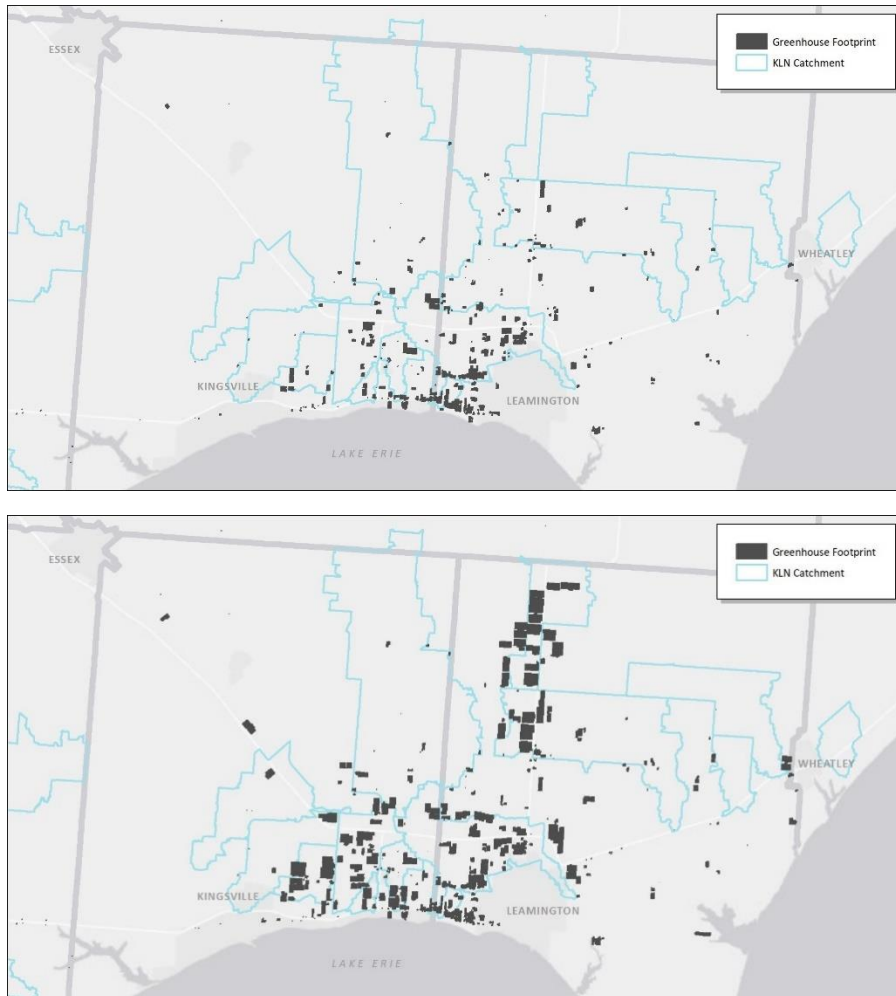 Greenhouse Footprint
KLN Catchment
ESSEX
WHEATLEY
KINGSVILLE
LEAMINGTON
LAKE ERIE
Greenhouse Footprint
KLN Catchment
ESSEX
WHEATLEY
KINGSVILLE
LEAMINGTON
LAKE ERIE